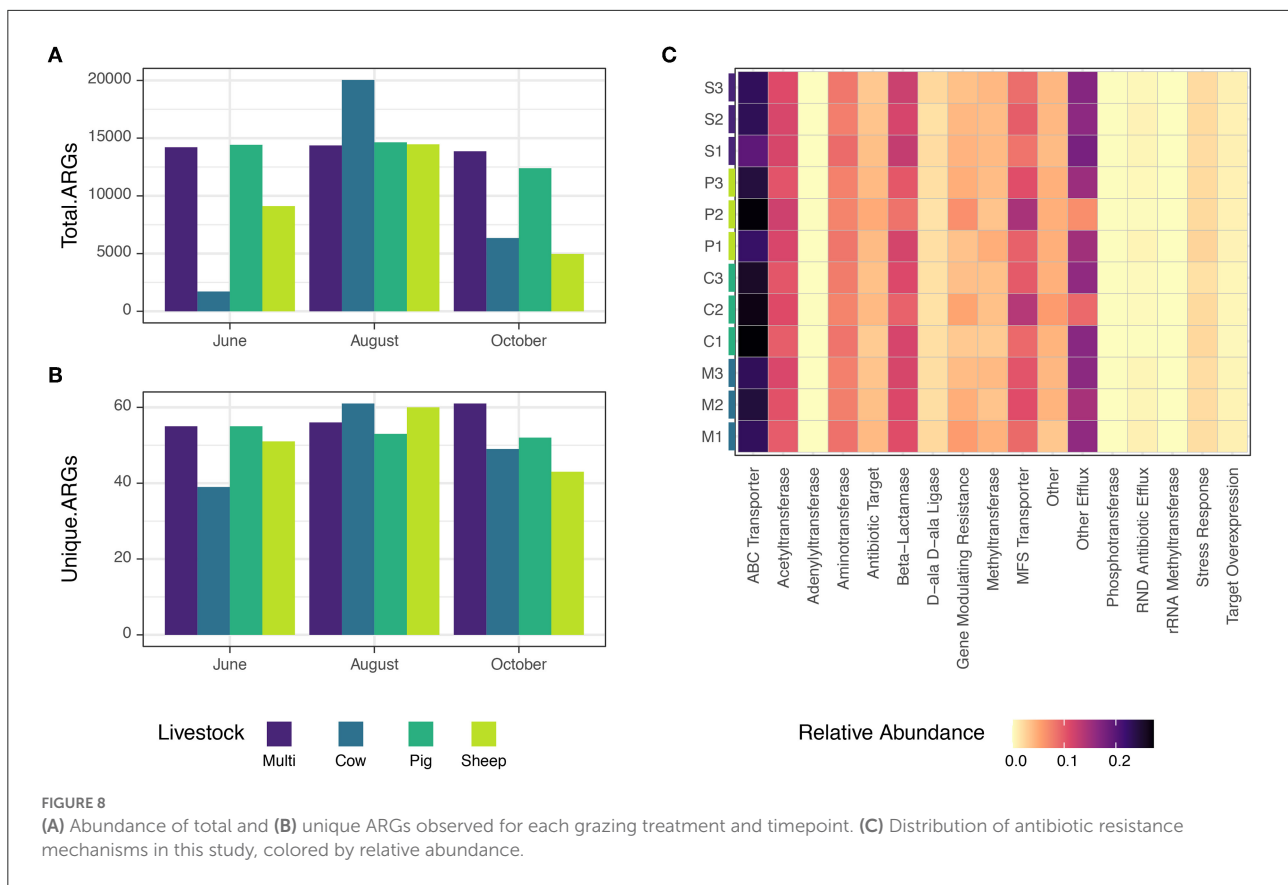 A
Total.ARGs
20000
15000
10000
5000
0
June August October
B
Unique.ARGs
60
40
20
0
June August October
Livestock
Multi Cow Pig Sheep
C
S3
S2
S1
P3
P2
P1
C3
C2
C1
M3
M2
M1
ABC Transporter
Acetyltransferase
Adenylyltransferase
Aminotransferase
Antibiotic Target
Beta-Lactamase
D-ala D-ala Ligase
Gene Modulating Resistance
Methyltransferase
MFS Transporter
Other
Other Efflux
Phosphotransferase
RND Antibiotic Efflux
rRNA Methyltransferase
Stress Response
Target Overexpression
Relative Abundance
0.0 0.1 0.2
FIGURE 8
(A) Abundance of total and (B) unique ARGs observed for each grazing treatment and timepoint. (C) Distribution of antibiotic resistance
mechanisms in this study, colored by relative abundance.